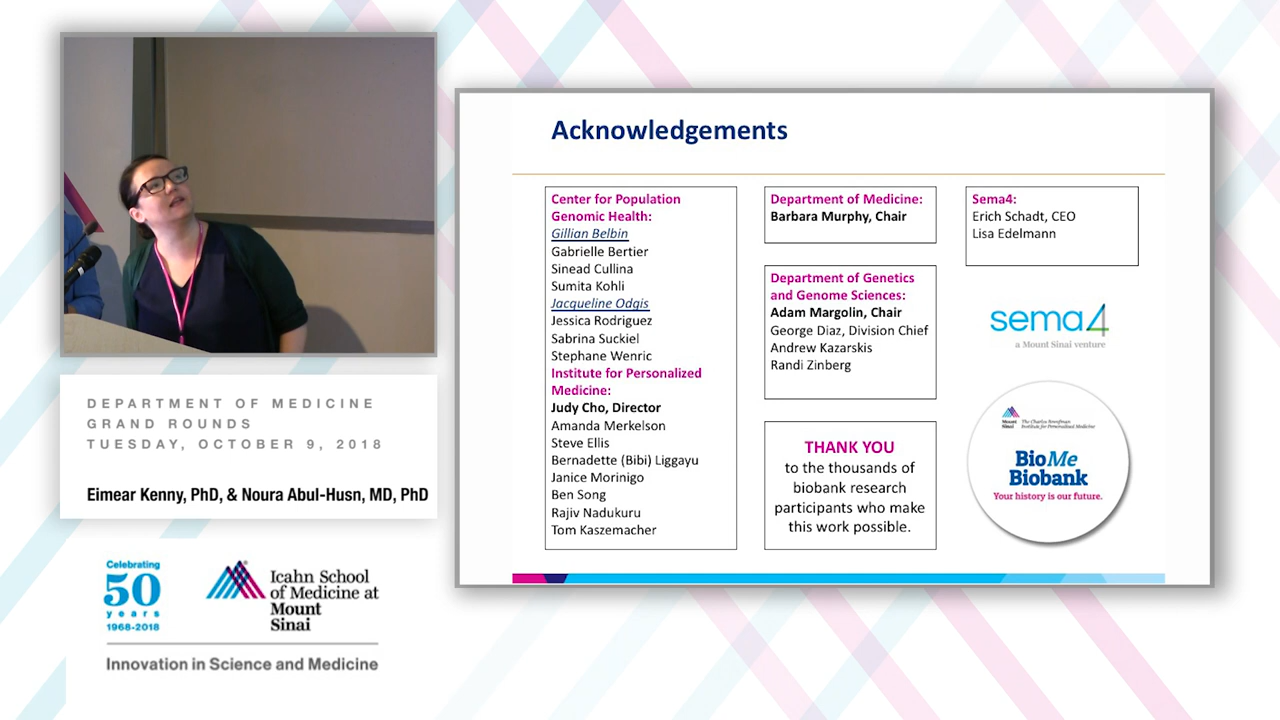 DEPARTMENT OF MEDICINE
GRAND ROUNDS
TUESDAY, OCTOBER 9, 2018
Eimear Kenny, PhD, & Noura Abul-Husn, MD, PhD
Celebrating
50
years
1968-2018
Icahn School
of Medicine at
Mount
Sinai
Innovation in Science and Medicine
Acknowledgements
Center for Population
Genomic Health:
Gillian Belbin
Gabrielle Bertier
Sinead Cullina
Sumita Kohli
Jacqueline Odgis
Jessica Rodriguez
Sabrina Suckiel
Stephane Wenric
Institute for Personalized
Medicine:
Judy Cho, Director
Amanda Merkelson
Steve Ellis
Bernadette (Bibi) Liggayu
Janice Morinigo
Ben Song
Rajiv Nadukuru
Tom Kaszemacher
Department of Medicine:
Barbara Murphy, Chair
Department of Genetics
and Genome Sciences:
Adam Margolin, Chair
George Diaz, Division Chief
Andrew Kazarskis
Randi Zinberg
THANK YOU
to the thousands of
biobank research
participants who make
this work possible.
Sema4:
Erich Schadt, CEO
Lisa Edelmann
sema4
a Mount Sinai venture
Mount
Sinai
The Charles Bronfman
Institute for Personalized Medicine
BioMe
Biobank
Your history is our future.